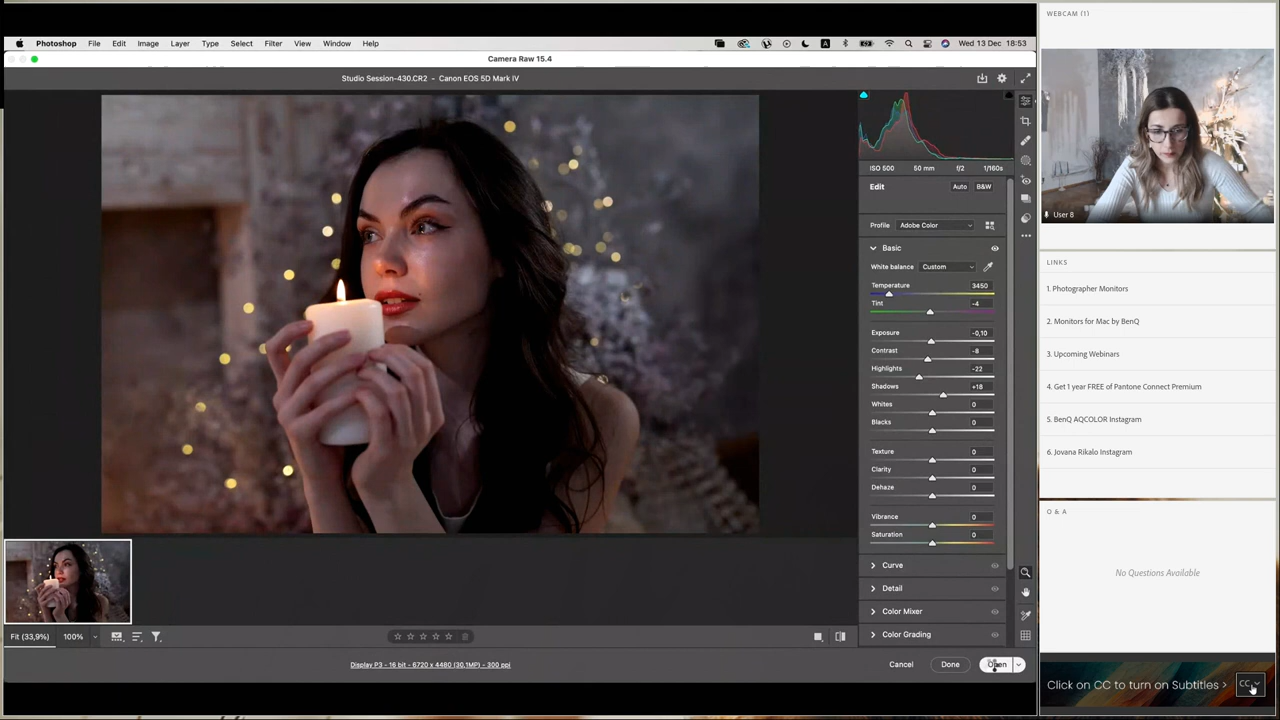 Photoshop File Edit Image Layer Type Select Filter View Window Help
A
Wed 13 Dec 18:53
Camera Raw 15.4
Studio Session-430.CR2 - Canon EOS 5D Mark IV
ISO 500 50 mm f/2 1/160s
Edit Auto B&W
Profile Adobe Color
Basic
White balance Custom
Temperature 3450
Tint -4
Exposure -0,10
Contrast -8
Highlights -22
Shadows +18
Whites 0
Blacks 0
Texture 0
Clarity 0
Dehaze 0
Vibrance 0
Saturation 0
Curve
Detail
Color Mixer
Color Grading
Fit (33,9%) 100%
Display P3 - 16 bit - 6720 x 4480 (30,1MP) - 300 ppi
Cancel Done Open
WEBCAM (1)
User 8
LINKS
1. Photographer Monitors
2. Monitors for Mac by BenQ
3. Upcoming Webinars
4. Get 1 year FREE of Pantone Connect Premium
5. BenQ AQCOLOR Instagram
6. Jovana Rikalo Instagram
Q & A
No Questions Available
Click on CC to turn on Subtitles > CC